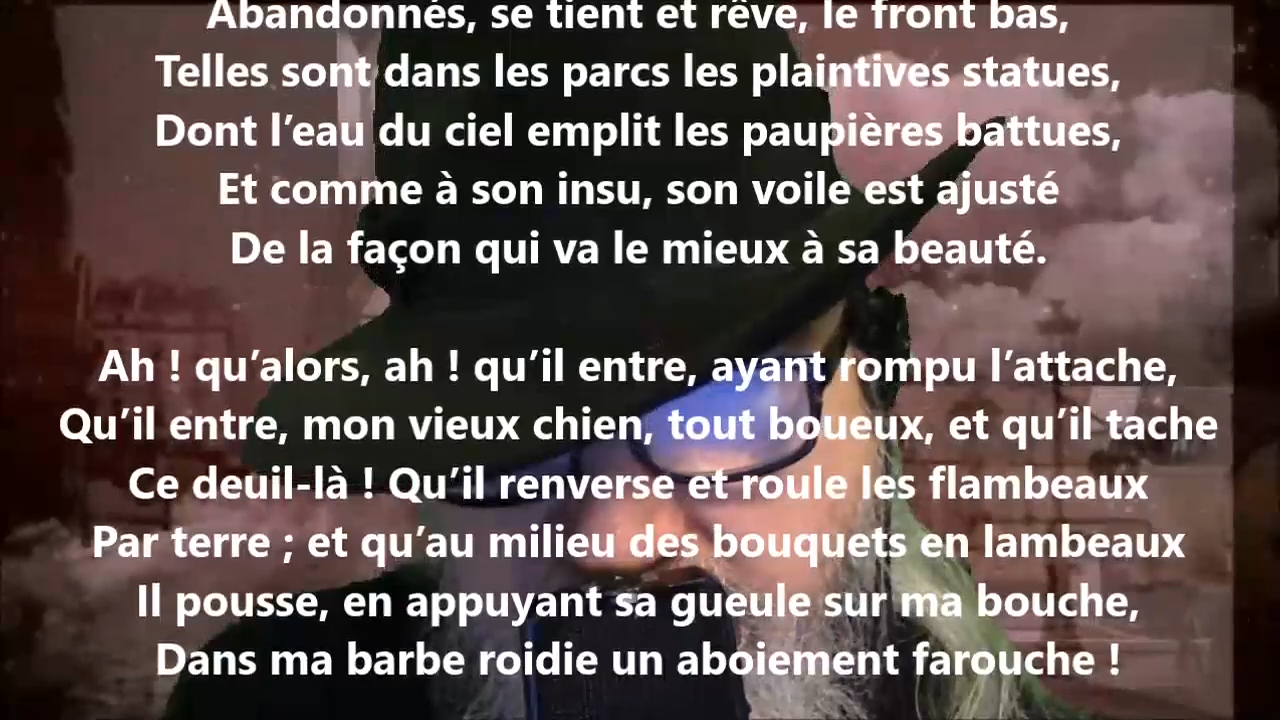 Abandonnés, se tient et rêve, le front bas,
Telles sont dans les parcs les plaintives statues,
Dont l’eau du ciel emplit les paupières battues,
Et comme à son insu, son voile est ajusté
De la façon qui va le mieux à sa beauté.
Ah ! qu’alors, ah ! qu’il entre, ayant rompu l’attache,
Qu’il entre, mon vieux chien, tout boueux, et qu’il tache
Ce deuil-là ! Qu’il renverse et roule les flambeaux
Par terre ; et qu’au milieu des bouquets en lambeaux
Il pousse, en appuyant sa gueule sur ma bouche,
Dans ma barbe roidie un aboiement farouche !